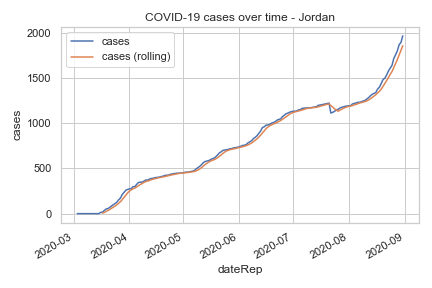 COVID-19 cases over time - Jordan
cases
cases (rolling)
2000
1500
1000
500
0
cases
2020-03
2020-04
2020-05
2020-06
2020-07
2020-08
2020-09
dateRep